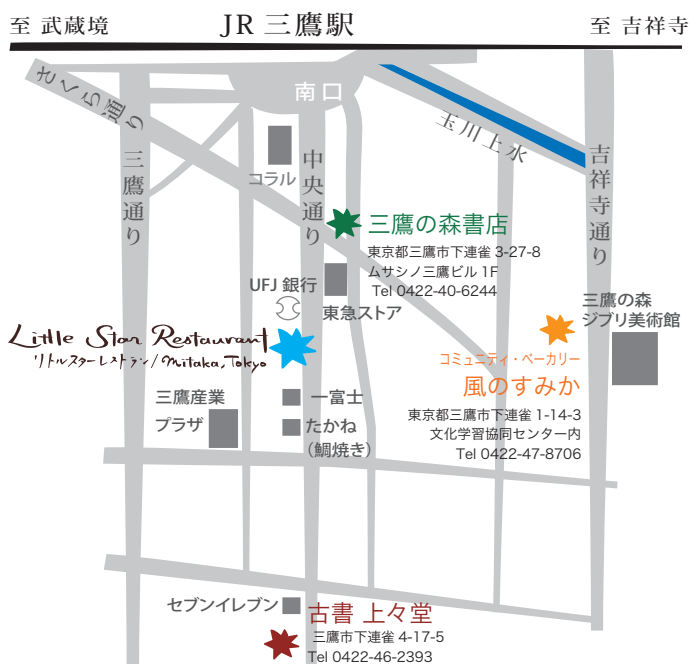 至 武蔵境
JR 三鷹駅
至 吉祥寺
さくら通り
南口
玉川上水
三鷹通り
コラル
中央通り
吉祥寺通り
三鷹の森書店
東京都三鷹市下連雀 3-27-8
ムサシノ三鷹ビル 1F
Tel 0422-40-6244
UFJ 銀行
東急ストア
三鷹の森
ジブリ美術館
Little Star Restaurant
リトルスターレストラン/Mitaka,Tokyo
コミュニティ・ベーカリー
風のすみか
東京都三鷹市下連雀 1-14-3
文化学習協同センター内
Tel 0422-47-8706
三鷹産業
プラザ
一富士
たかね
(鯛焼き)
セブンイレブン
古書 上々堂
三鷹市下連雀 4-17-5
Tel 0422-46-2393